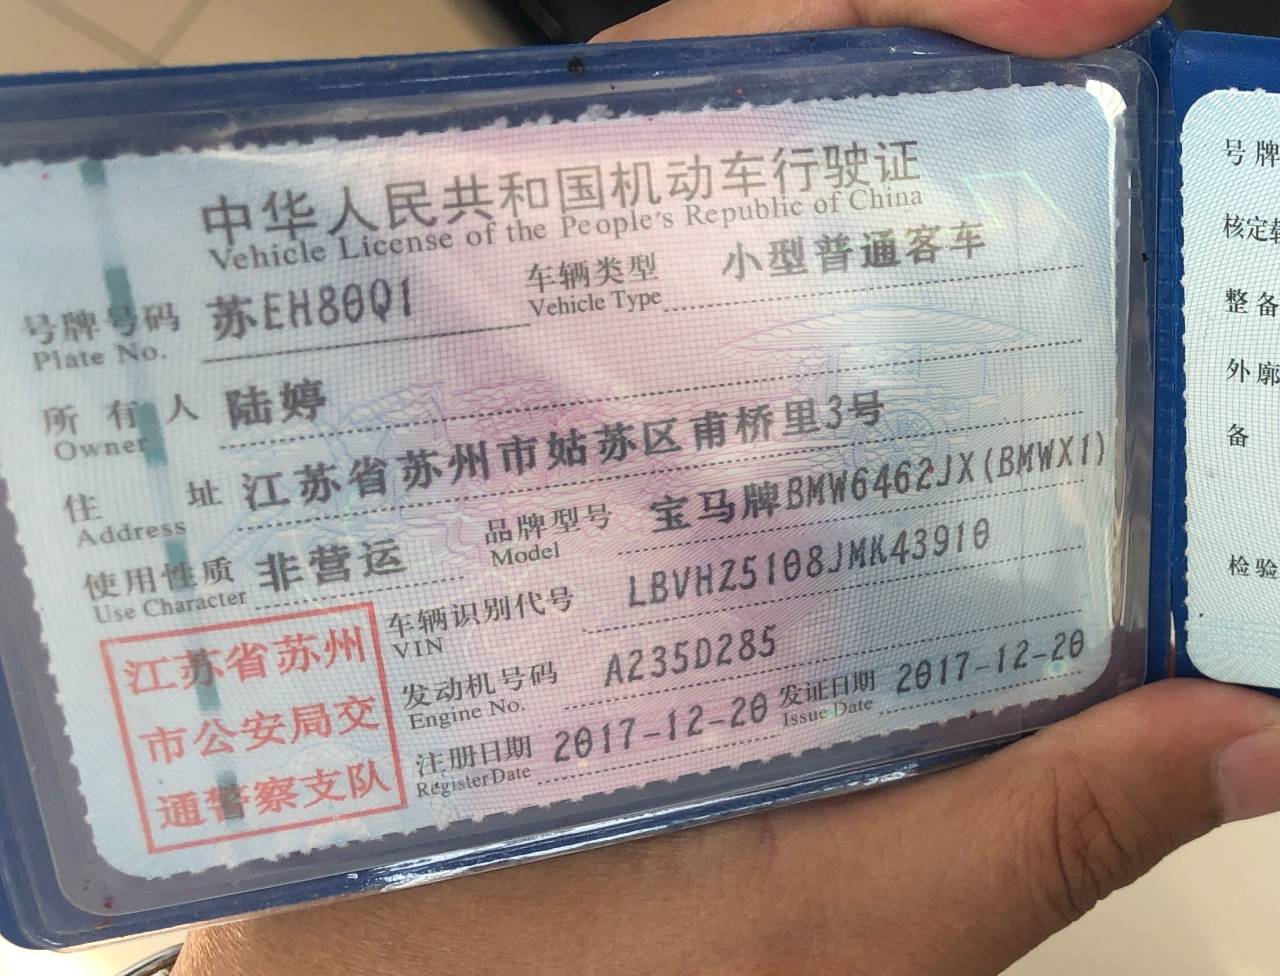 中华人民共和国机动车行驶证
Vehicle License of the People's Republic of China
号牌号码 苏EH80Q1 车辆类型 小型普通客车
Plate No. Vehicle Type
所有人 陆婷
Owner
住址 江苏省苏州市姑苏区甫桥里3号
Address
使用性质 非营运 品牌型号 宝马牌BMW6462JX(BMWX1)
Use Character Model
车辆识别代号 LBVHZ5108JMK43910
VIN
发动机号码 A235D285
Engine No.
注册日期 2017-12-20 发证日期 2017-12-20
Register Date Issue Date
江苏省苏州
市公安局交
通警察支队
号牌
核定载
整备
外廓
备
检验